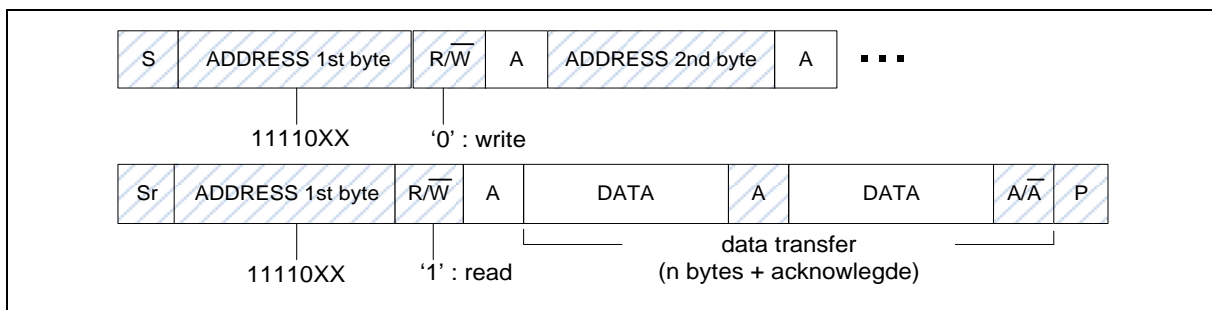 S ADDRESS 1st byte R/W̅ A ADDRESS 2nd byte A ▪ ▪ ▪
11110XX ‘0’ : write
Sr ADDRESS 1st byte R/W̅ A DATA A DATA A/A̅ P
data transfer
11110XX ‘1’ : read (n bytes + acknowlegde)